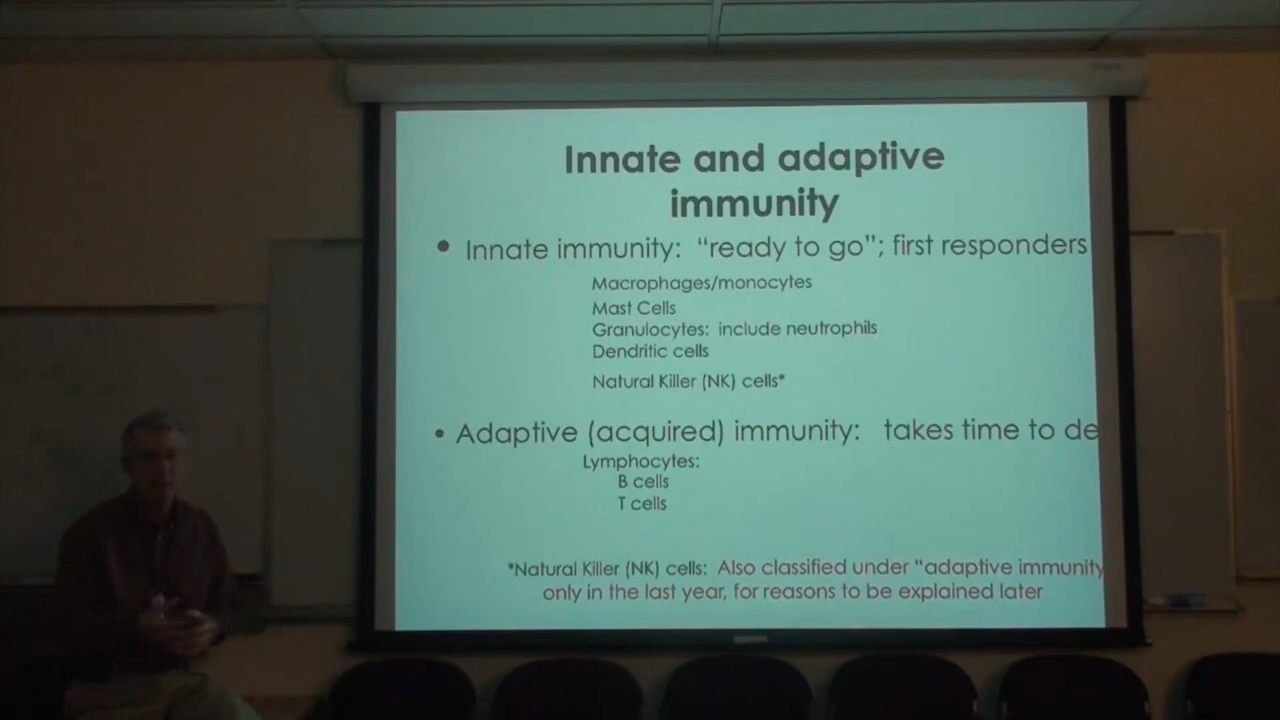 Innate and adaptive
immunity
• Innate immunity: “ready to go”; first responders
Macrophages/monocytes
Mast Cells
Granulocytes: include neutrophils
Dendritic cells
Natural Killer (NK) cells*
• Adaptive (acquired) immunity: takes time to de
Lymphocytes:
B cells
T cells
*Natural Killer (NK) cells: Also classified under “adaptive immunity
only in the last year, for reasons to be explained later